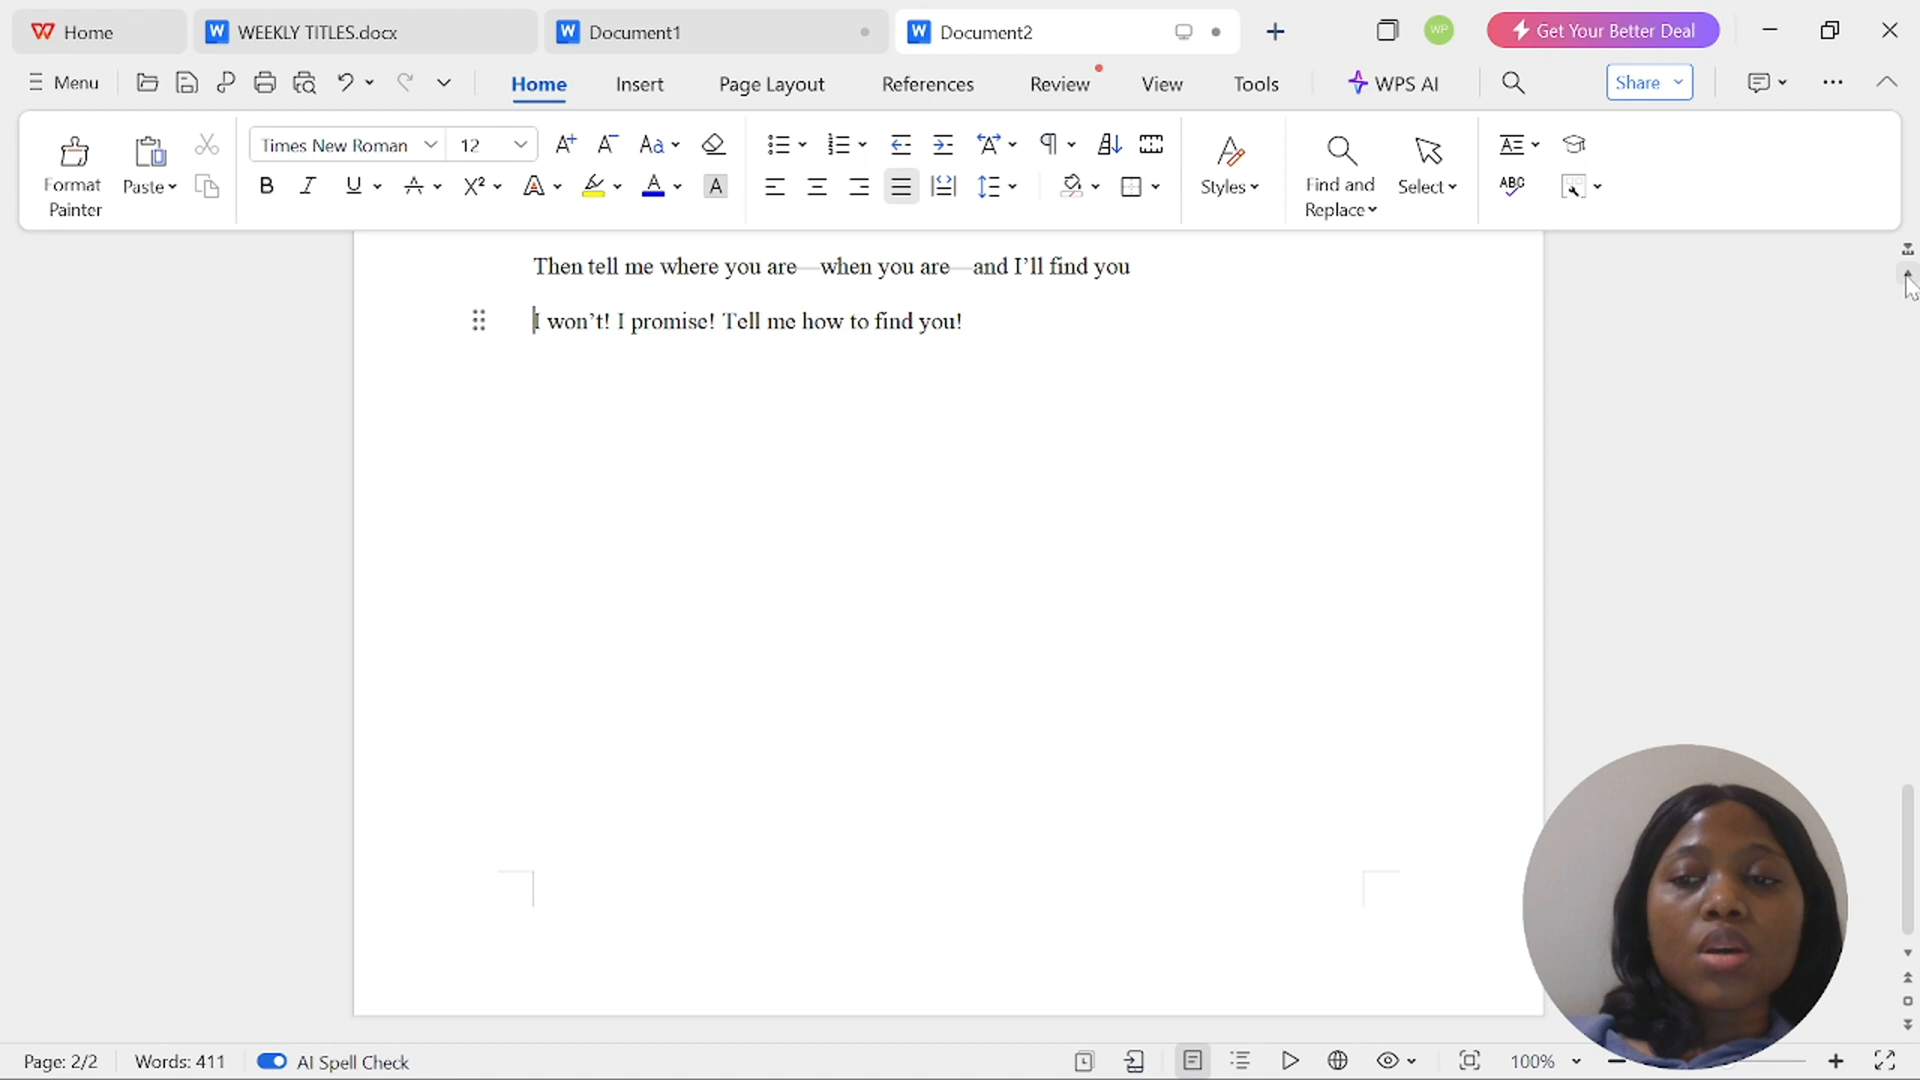 Home
WEEKLY TITLES.docx
Document1
Document2
WP
Get Your Better Deal
Menu
Home
Insert
Page Layout
References
Review
View
Tools
WPS AI
Share
Format
Painter
Paste
Times New Roman
12
Styles
Find and
Replace
Select
Then tell me where you are—when you are—and I’ll find you
I won’t! I promise! Tell me how to find you!
Page: 2/2
Words: 411
AI Spell Check
100%